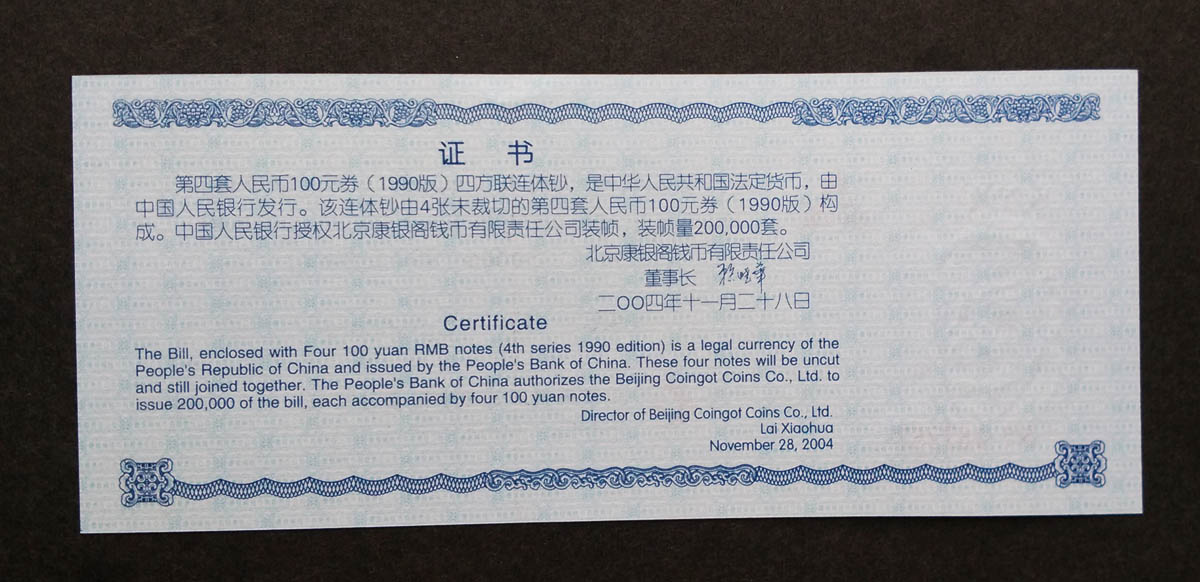 证 书
第四套人民币100元券（1990版）四方联连体钞，是中华人民共和国法定货币，由
中国人民银行发行。该连体钞由4张未裁切的第四套人民币100元券（1990版）构
成。中国人民银行授权北京康银阁钱币有限责任公司装帧，装帧量200,000套。
北京康银阁钱币有限责任公司
董事长
二〇〇四年十一月二十八日
Certificate
The Bill, enclosed with Four 100 yuan RMB notes (4th series 1990 edition) is a legal currency of the
People's Republic of China and issued by the People's Bank of China. These four notes will be uncut
and still joined together. The People's Bank of China authorizes the Beijing Coingot Coins Co., Ltd. to
issue 200,000 of the bill, each accompanied by four 100 yuan notes.
Director of Beijing Coingot Coins Co., Ltd.
Lai Xiaohua
November 28, 2004